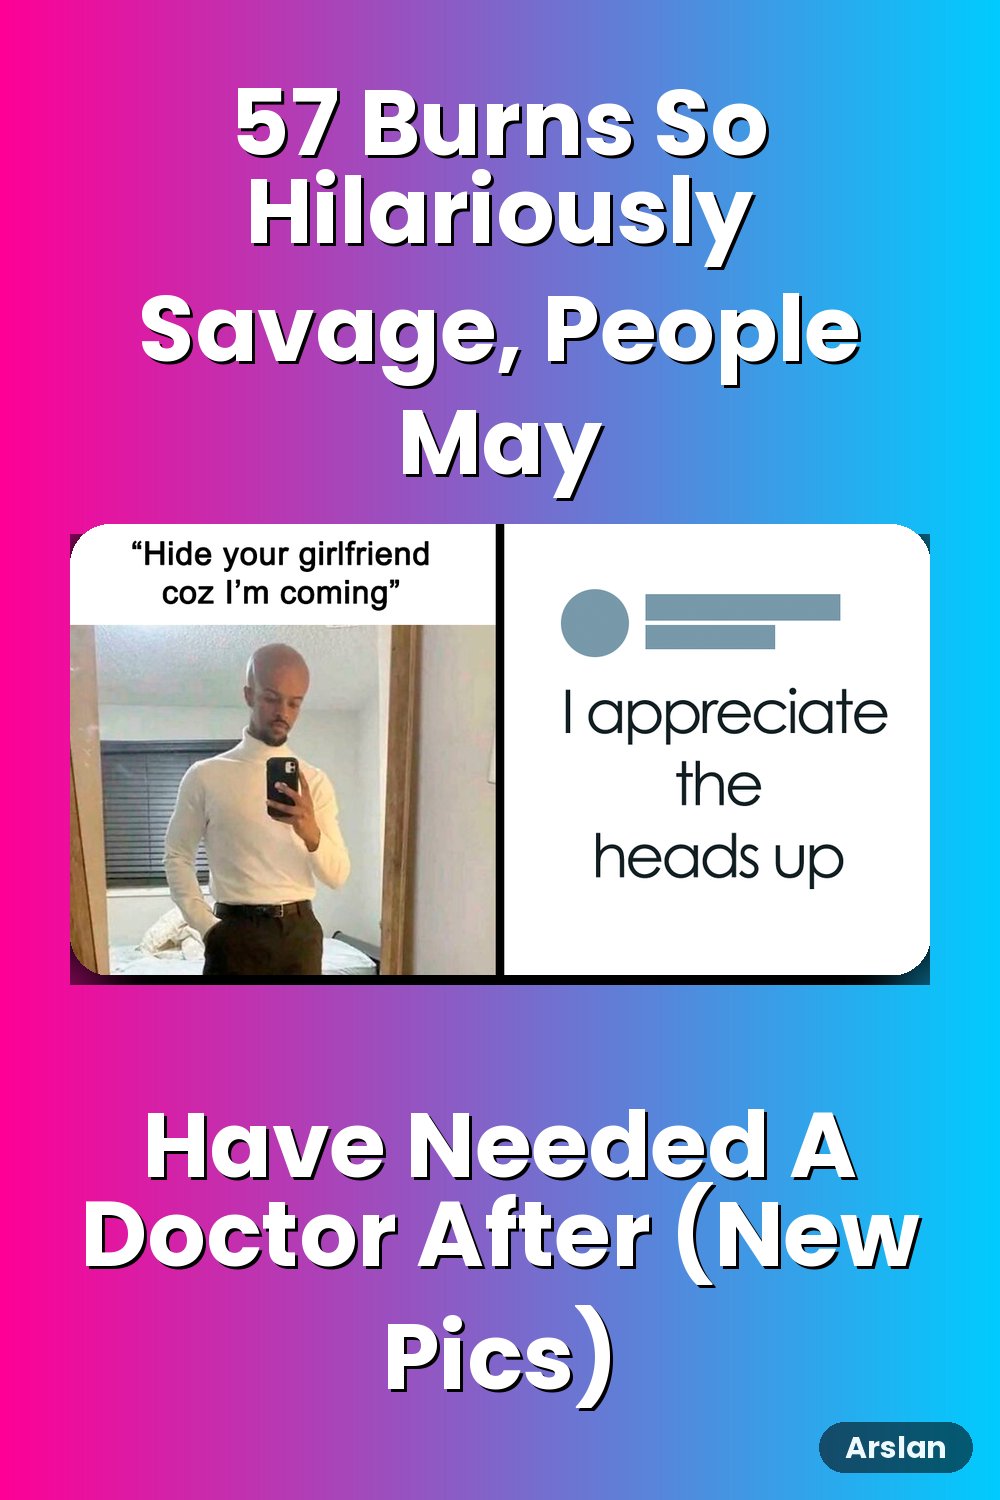 57 Burns So
Hilariously
Savage, People
May
“Hide your girlfriend
coz I’m coming”
I appreciate
the
heads up
Have Needed A
Doctor After (New
Pics)
Arslan